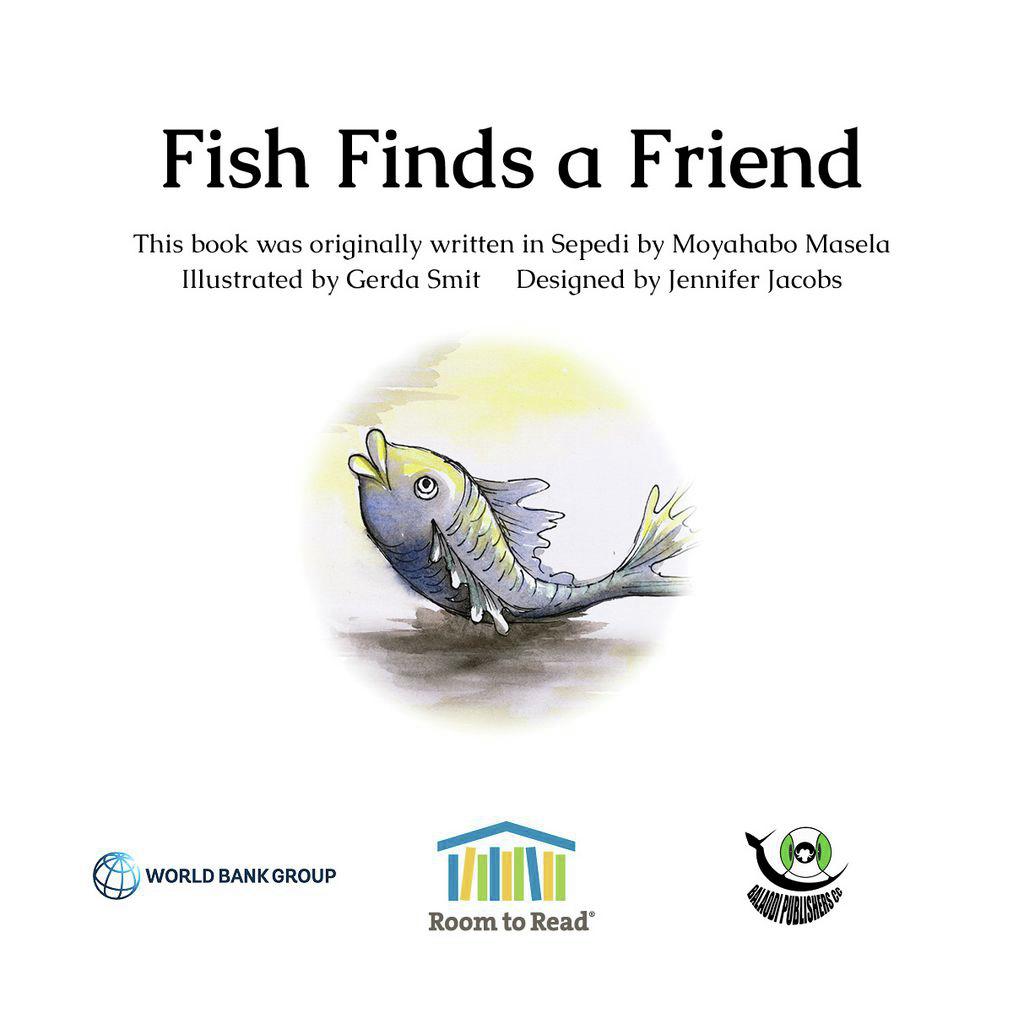 Fish Finds a Friend
This book was originally written in Sepedi by Moyahabo Masela
Illustrated by Gerda Smit Designed by Jennifer Jacobs
WORLD BANK GROUP
Room to Read®
BALAODI PUBLISHERS CC